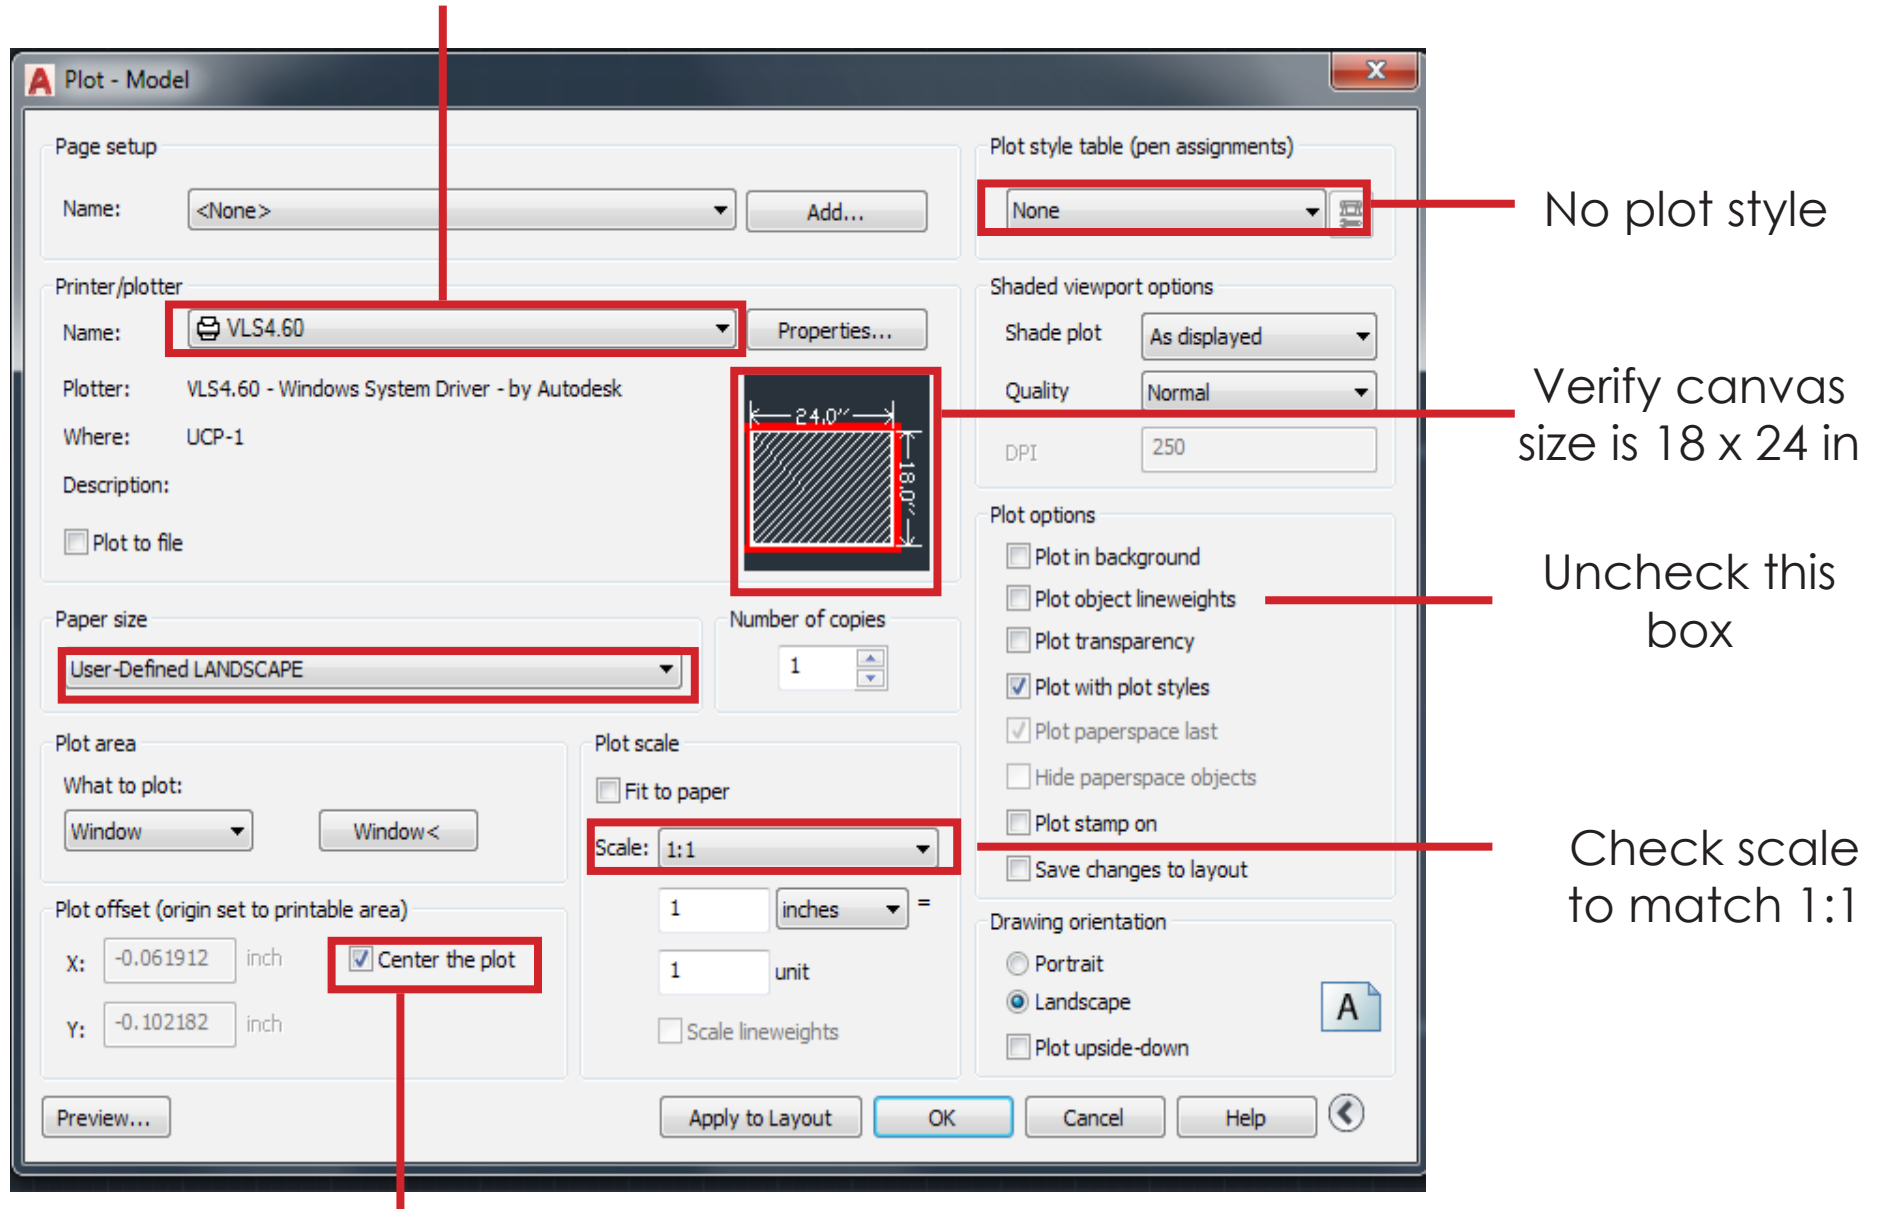 Plot - Model
Page setup
Name:
<None>
Add...
Plot style table (pen assignments)
None
No plot style
Printer/plotter
Name:
VLS4.60
Properties...
Plotter:
VLS4.60 - Windows System Driver - by Autodesk
Where:
UCP-1
Description:
Plot to file
24.0″
18.0″
Shaded viewport options
Shade plot
As displayed
Quality
Normal
DPI
250
Verify canvas
size is 18 x 24 in
Paper size
User-Defined LANDSCAPE
Number of copies
1
Plot options
Plot in background
Plot object lineweights
Plot transparency
Plot with plot styles
Plot paperspace last
Hide paperspace objects
Plot stamp on
Save changes to layout
Uncheck this
box
Plot area
What to plot:
Window
Window<
Plot scale
Fit to paper
Scale:
1:1
1
inches
=
1
unit
Scale lineweights
Check scale
to match 1:1
Plot offset (origin set to printable area)
X:
-0.061912
inch
Center the plot
Y:
-0.102182
inch
Drawing orientation
Portrait
Landscape
Plot upside-down
A
Preview...
Apply to Layout
OK
Cancel
Help